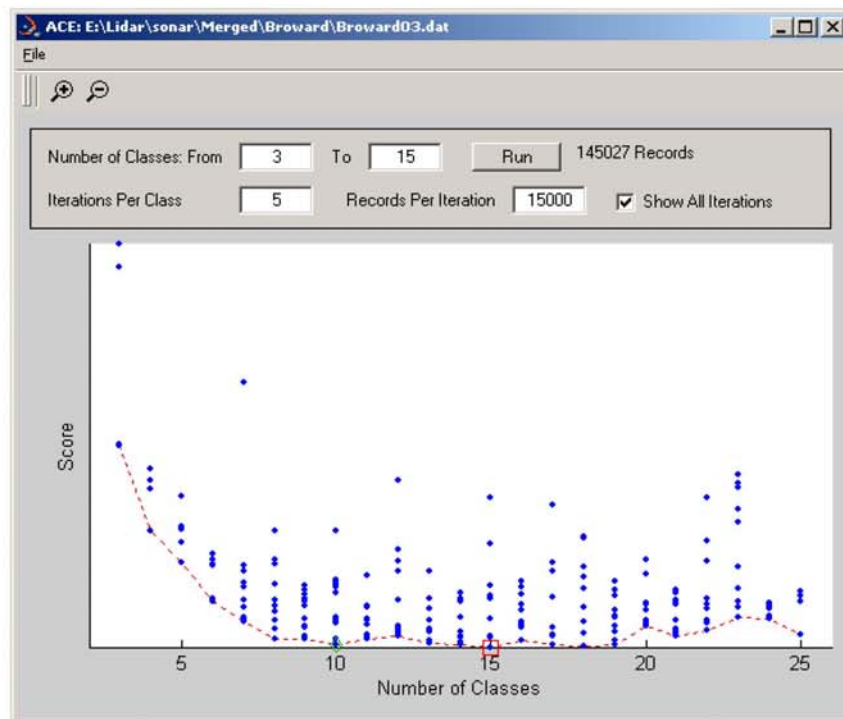 ACE: E:\Lidar\sonar\Merged\Broward\Broward03.dat
File
Number of Classes: From 3 To 15 Run 145027 Records
Iterations Per Class 5 Records Per Iteration 15000 Show All Iterations
Score
5 10 15 20 25
Number of Classes